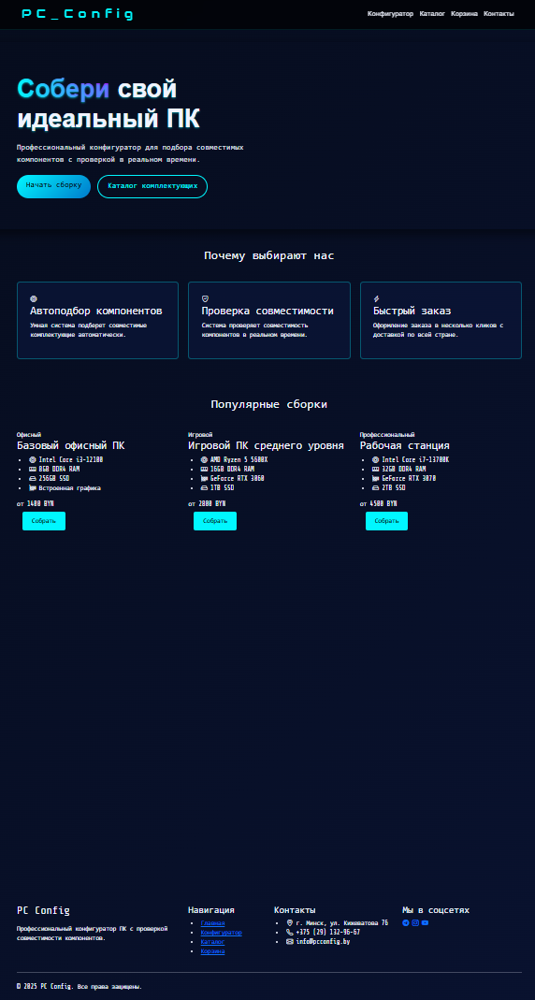 PC_Config
Конфигуратор Каталог Корзина Контакты
Собери свой
идеальный ПК
Профессиональный конфигуратор для подбора совместимых
компонентов с проверкой в реальном времени.
Начать сборку
Каталог комплектующих
Почему выбирают нас
Автоподбор компонентов
Умная система подберет совместимые
комплектующие автоматически.
Проверка совместимости
Система проверяет совместимость
компонентов в реальном времени.
Быстрый заказ
Оформление заказа в несколько кликов с
доставкой по всей стране.
Популярные сборки
Офисный
Базовый офисный ПК
Intel Core i3-12100
8GB DDR4 RAM
256GB SSD
Встроенная графика
от 1400 BYN
Собрать
Игровой
Игровой ПК среднего уровня
AMD Ryzen 5 5600X
16GB DDR4 RAM
GeForce RTX 3060
1TB SSD
от 2800 BYN
Собрать
Профессиональный
Рабочая станция
Intel Core i7-13700K
32GB DDR4 RAM
GeForce RTX 3070
2TB SSD
от 4500 BYN
Собрать
PC Config
Профессиональный конфигуратор ПК с проверкой
совместимости компонентов.
Навигация
Главная
Конфигуратор
Каталог
Корзина
Контакты
г. Минск, ул. Кижеватова 76
+375 (29) 132-96-67
info@pcconfig.by
Мы в соцсетях
© 2025 PC Config. Все права защищены.